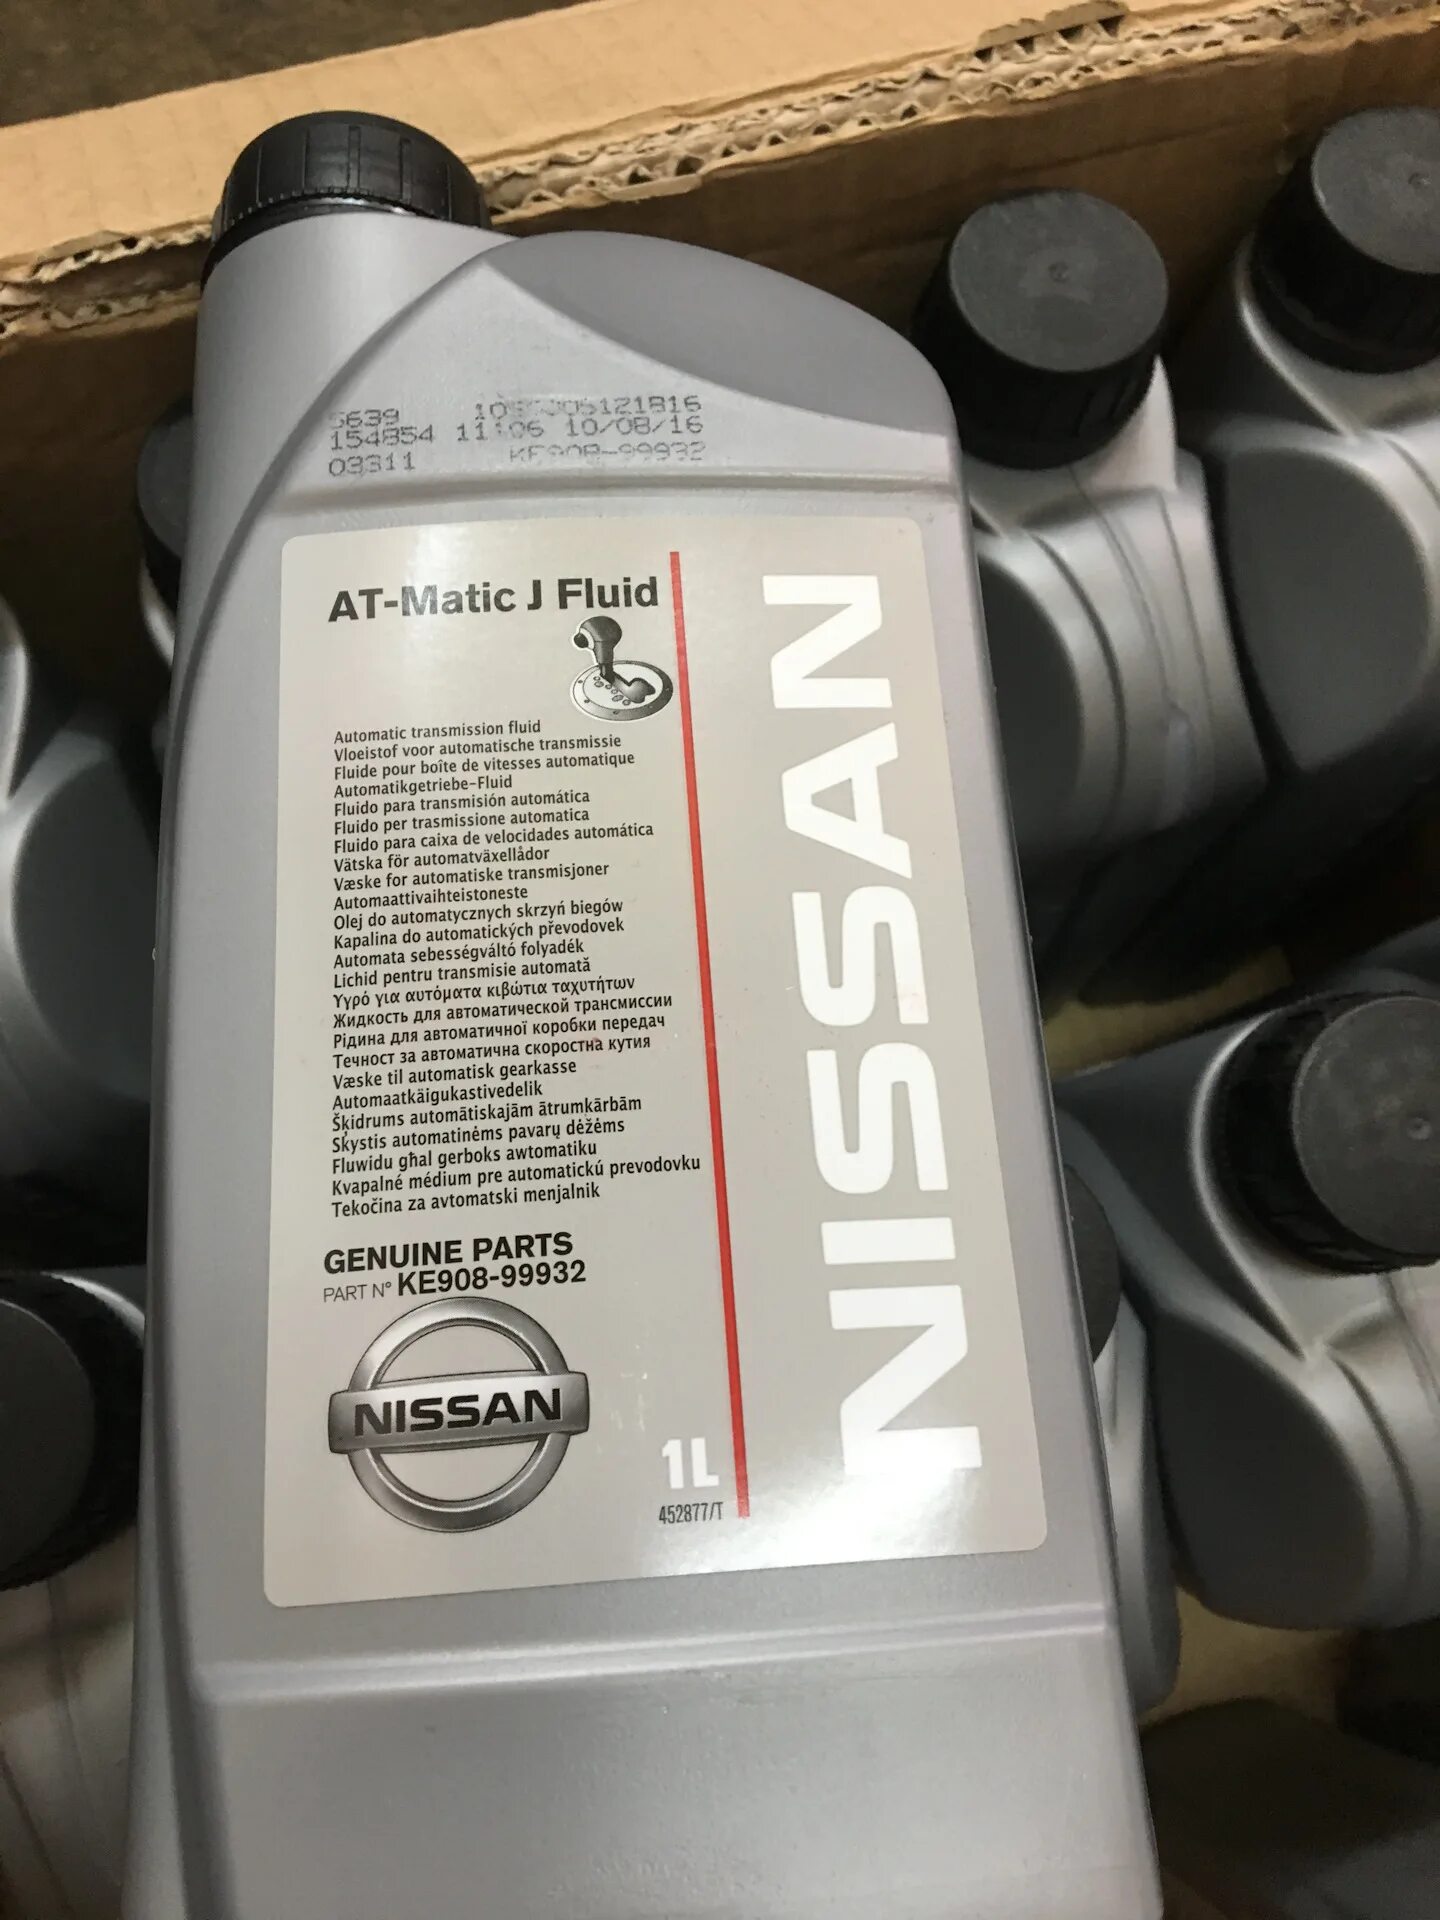 5639
154854 11:06 10/08/16
03311 KE908-99932
AT-Matic J Fluid
Automatic transmission fluid
Vloeistof voor automatische transmissie
Fluide pour boîte de vitesses automatique
Automatikgetriebe-Fluid
Fluido para transmisión automática
Fluido per trasmissione automatica
Fluido para caixa de velocidades automática
Vätska för automatväxellådor
Væske for automatiske transmisjoner
Automaattivaihteistoneste
Olej do automatycznych skrzyń biegów
Kapalina do automatických převodovek
Automata sebességváltó folyadék
Lichid pentru transmisie automată
Υγρό για αυτόματα κιβώτια ταχυτήτων
Жидкость для автоматической трансмиссии
Рідина для автоматичної коробки передач
Течност за автоматична скоростна кутия
Væske til automatisk gearkasse
Automaatkäigukastivedelik
Šķidrums automātiskajām ātrumkārbām
Skystis automatinėms pavarų dėžėms
Fluwidu għal gerboks awtomatiku
Kvapalné médium pre automatickú prevodovku
Tekočina za avtomatski menjalnik
GENUINE PARTS
PART N° KE908-99932
NISSAN
1L
452877/T
NISSAN